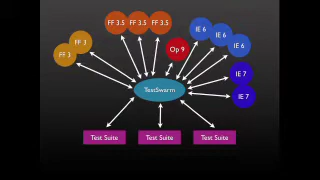 FF 3.5 FF 3.5 FF 3.5
FF 3
FF 3
Op 9
IE 6
IE 6
IE 6
IE 7
IE 7
TestSwarm
Test Suite Test Suite Test Suite